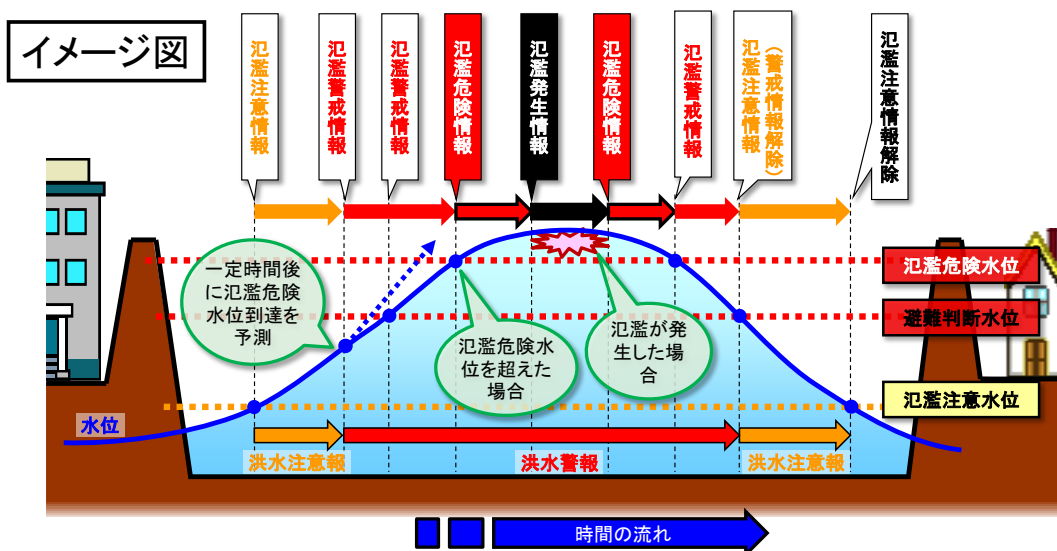 イメージ図
氾濫注意情報
氾濫警戒情報
氾濫警戒情報
氾濫危険情報
氾濫発生情報
氾濫危険情報
氾濫警戒情報
氾濫注意情報
(警戒情報解除)
氾濫注意情報解除
一定時間後
に氾濫危険
水位到達を
予測
氾濫危険水
位を超えた
場合
氾濫が発
生した場
合
氾濫危険水位
避難判断水位
氾濫注意水位
水位
洪水注意報
洪水警報
洪水注意報
時間の流れ